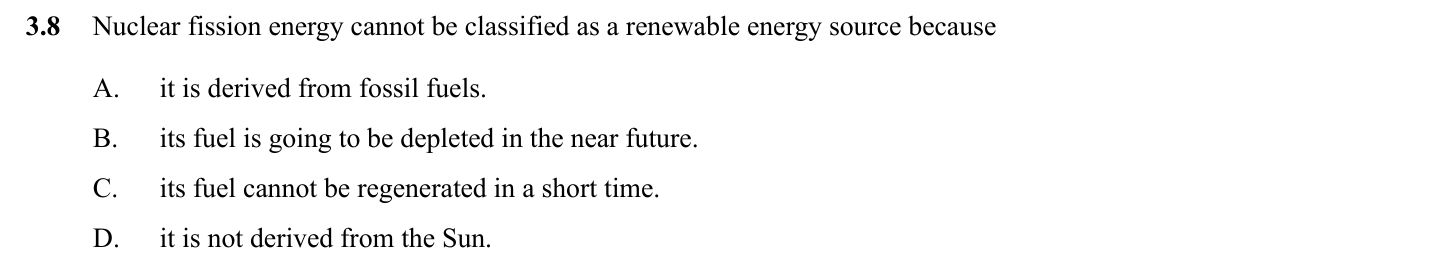 3.8 Nuclear fission energy cannot be classified as a renewable energy source because
A. it is derived from fossil fuels.
B. its fuel is going to be depleted in the near future.
C. its fuel cannot be regenerated in a short time.
D. it is not derived from the Sun.